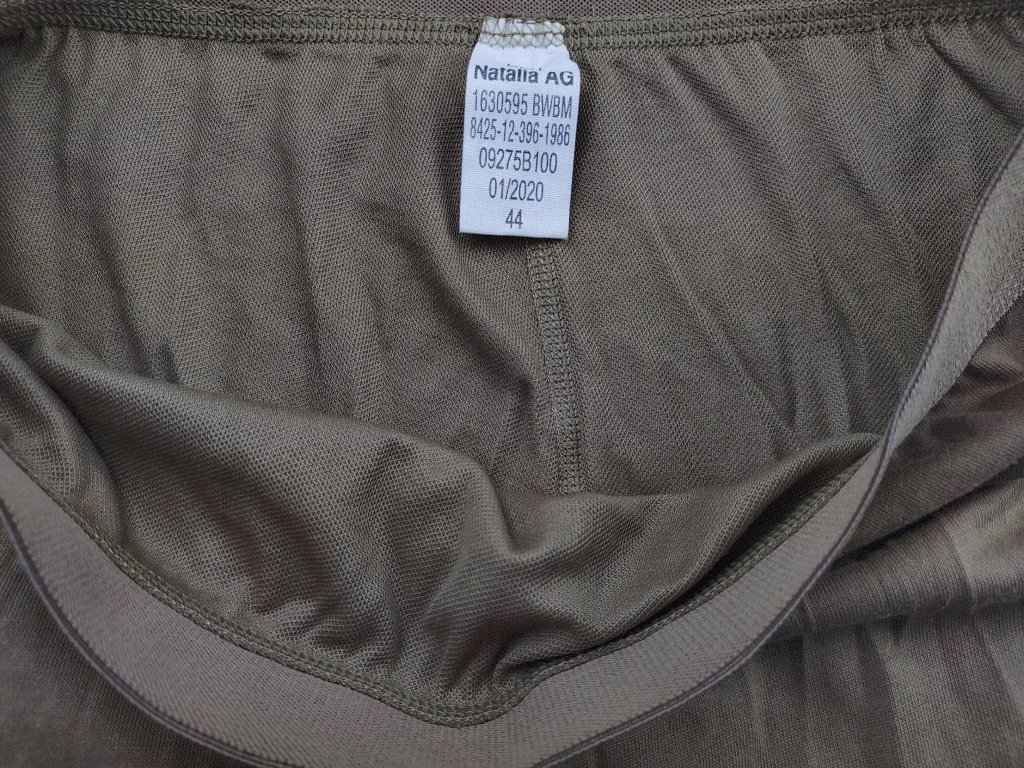 Natalia AG
1630595 BWBM
8425-12-396-1986
09275B100
01/2020
44